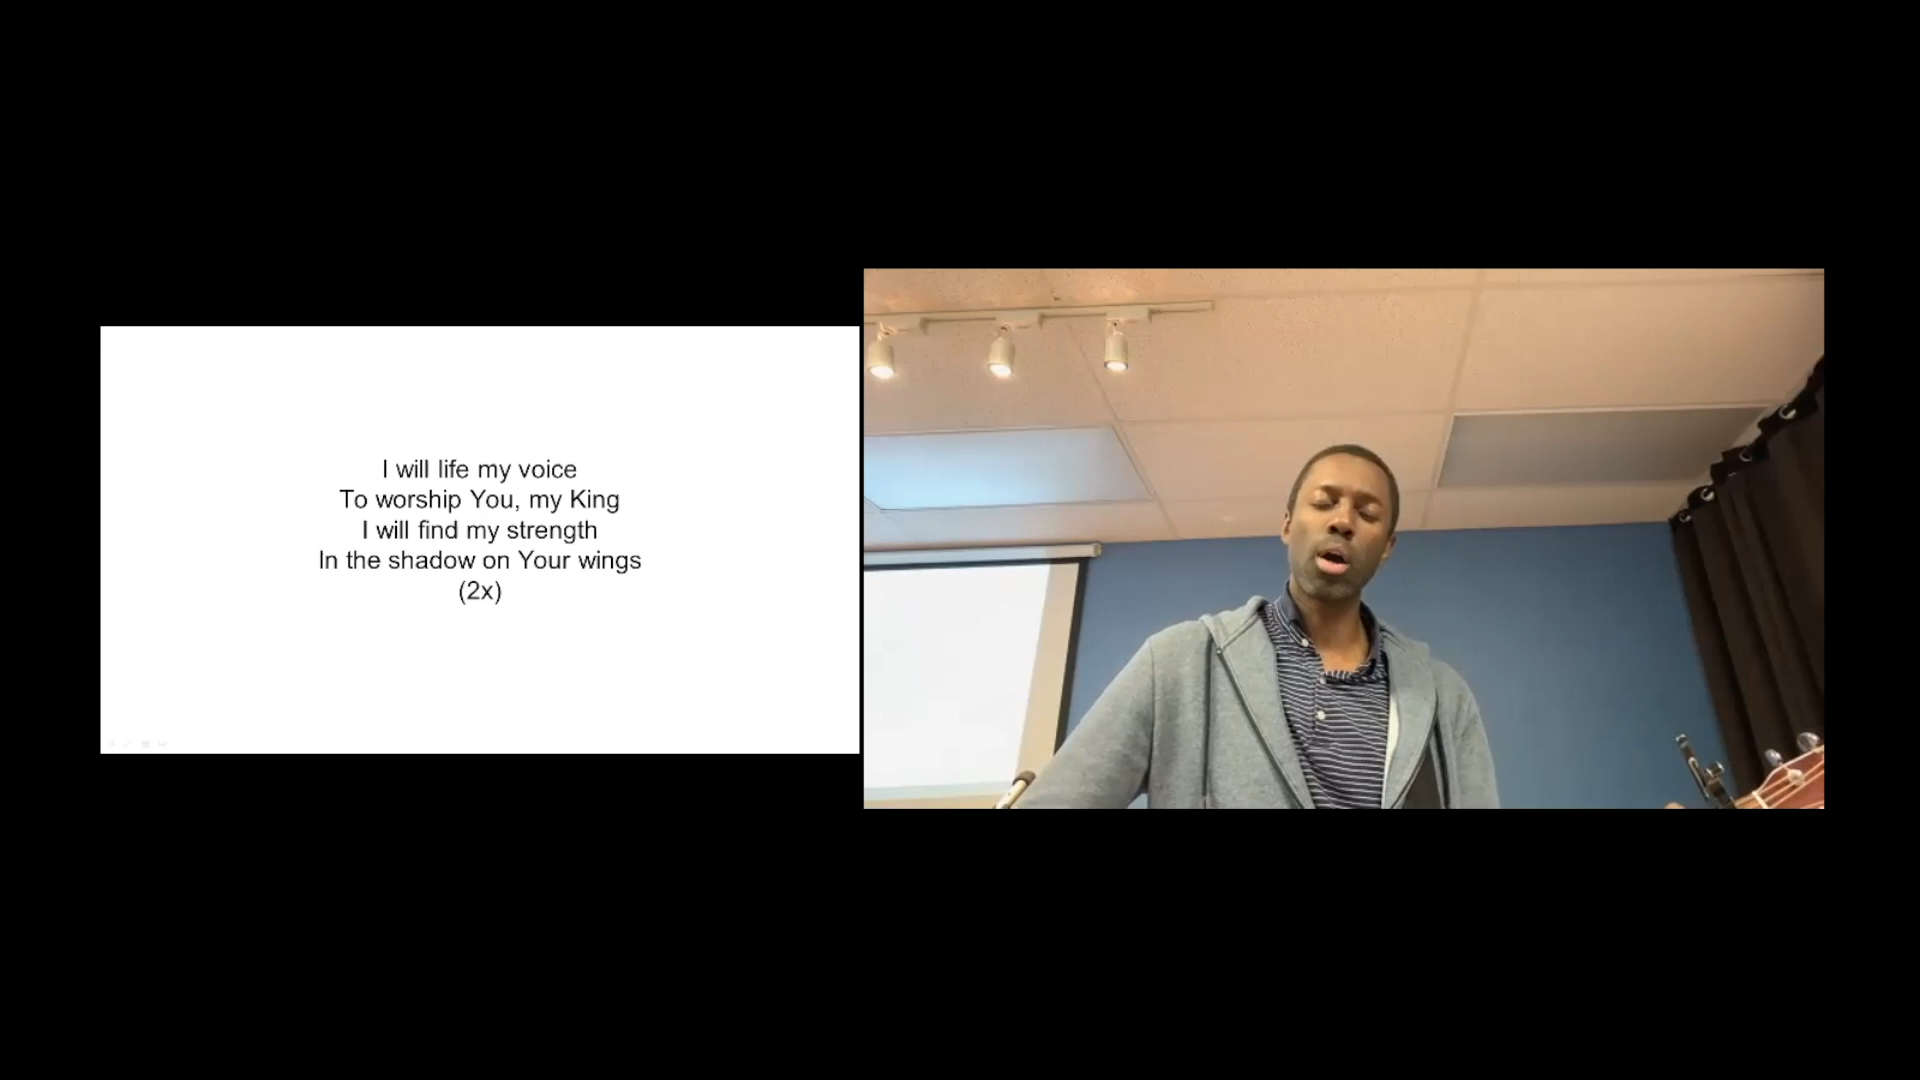 I will life my voice
To worship You, my King
I will find my strength
In the shadow on Your wings
(2x)